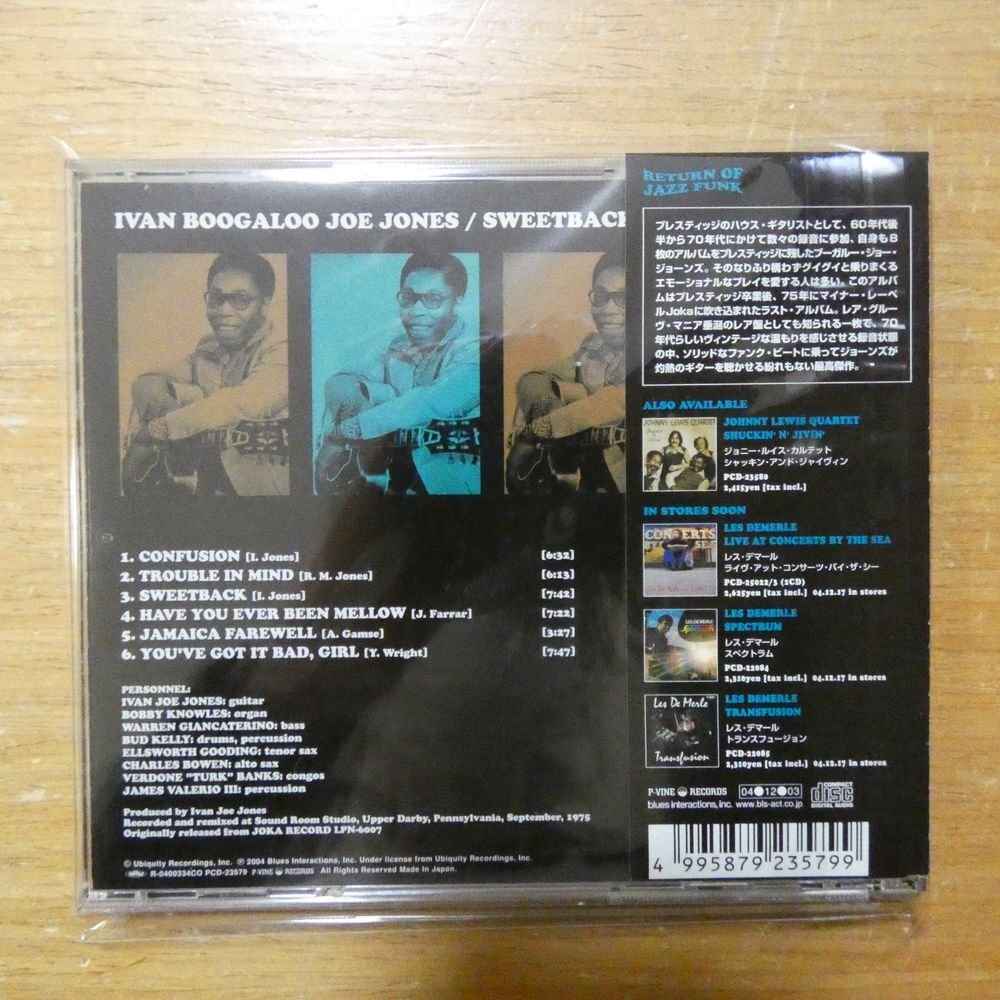 IVAN BOOGALOO JOE JONES / SWEETBACK
1. CONFUSION [I. Jones] [6:32]
2. TROUBLE IN MIND [R. M. Jones] [6:13]
3. SWEETBACK [I. Jones] [7:42]
4. HAVE YOU EVER BEEN MELLOW [J. Farrar] [7:22]
5. JAMAICA FAREWELL [A. Gamse] [3:27]
6. YOU'VE GOT IT BAD, GIRL [Y. Wright] [7:47]
PERSONNEL:
IVAN JOE JONES: guitar
BOBBY KNOWLES: organ
WARREN GIANCATERINO: bass
BUD KELLY: drums, percussion
ELLSWORTH GOODING: tenor sax
CHARLES BOWEN: alto sax
VERDONE "TURK" BANKS: congos
JAMES VALERIO III: percussion
Produced by Ivan Joe Jones
Recorded and remixed at Sound Room Studio, Upper Darby, Pennsylvania, September, 1975
Originally released from JOKA RECORD LPN-6007
© Ubiquity Recordings, Inc. ℗ 2004 Blues Interactions, Inc. Under license from Ubiquity Recordings, Inc.
R-0400334CO PCD-23579 P-VINE RECORDS All Rights Reserved Made In Japan.
RETURN OF
JAZZ FUNK
プレスティッジのハウス・ギタリストとして、60年代後
半から70年代にかけて数々の録音に参加、自身も8
枚のアルバムをプレスティッジに残したブーガルー・ジョー・
ジョーンズ。そのなりふり構わずグイグイと乗りまくる
エモーショナルなプレイを愛する人は多い。このアルバ
ムはプレスティッジ卒業後、75年にマイナー・レーベ
ルJokaに吹き込まれたラスト・アルバム。レア・グルー
ヴ・マニア垂涎のレア盤としても知られる一枚で、70
年代らしいヴィンテージな温もりを感じさせる録音状態
の中、ソリッドなファンク・ビートに乗ってジョーンズが
灼熱のギターを聴かせる紛れもない最高傑作。
ALSO AVAILABLE
JOHNNY LEWIS QUARTET
JOHNNY LEWIS QUARTET
SHUCKIN' N' JIVIN'
ジョニー・ルイス・カルテット
シャッキン・アンド・ジャイヴィン
PCD-23580
2,415yen [tax incl.]
IN STORES SOON
CONCERTS
SEA
LES DEMERLE
LIVE AT CONCERTS BY THE SEA
レス・デマール
ライヴ・アット・コンサーツ・バイ・ザ・シー
PCD-25022/3 (2CD)
2,625yen [tax incl.] 04.12.17 in stores
LES DEMERLE
LES DEMERLE
SPECTRUM
レス・デマール
スペクトラム
PCD-22084
2,310yen [tax incl.] 04.12.17 in stores
Les De Merle
Transfusion
LES DEMERLE
TRANSFUSION
レス・デマール
トランスフュージョン
PCD-22085
2,310yen [tax incl.] 04.12.17 in stores
P-VINE RECORDS 04●12●03
blues interactions, inc. www.bls-act.co.jp
COMPACT
disc
DIGITAL AUDIO
4 995879 235799